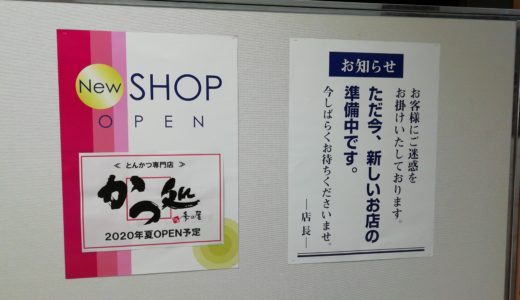 New SHOP
OPEN
≪ とんかつ専門店 ≫
かつ処
2020年夏OPEN予定
お知らせ
お客様にご迷惑を
お掛けいたしております。
ただ今、新しいお店の
準備中です。
今しばらくお待ちくださいませ。
―店長―